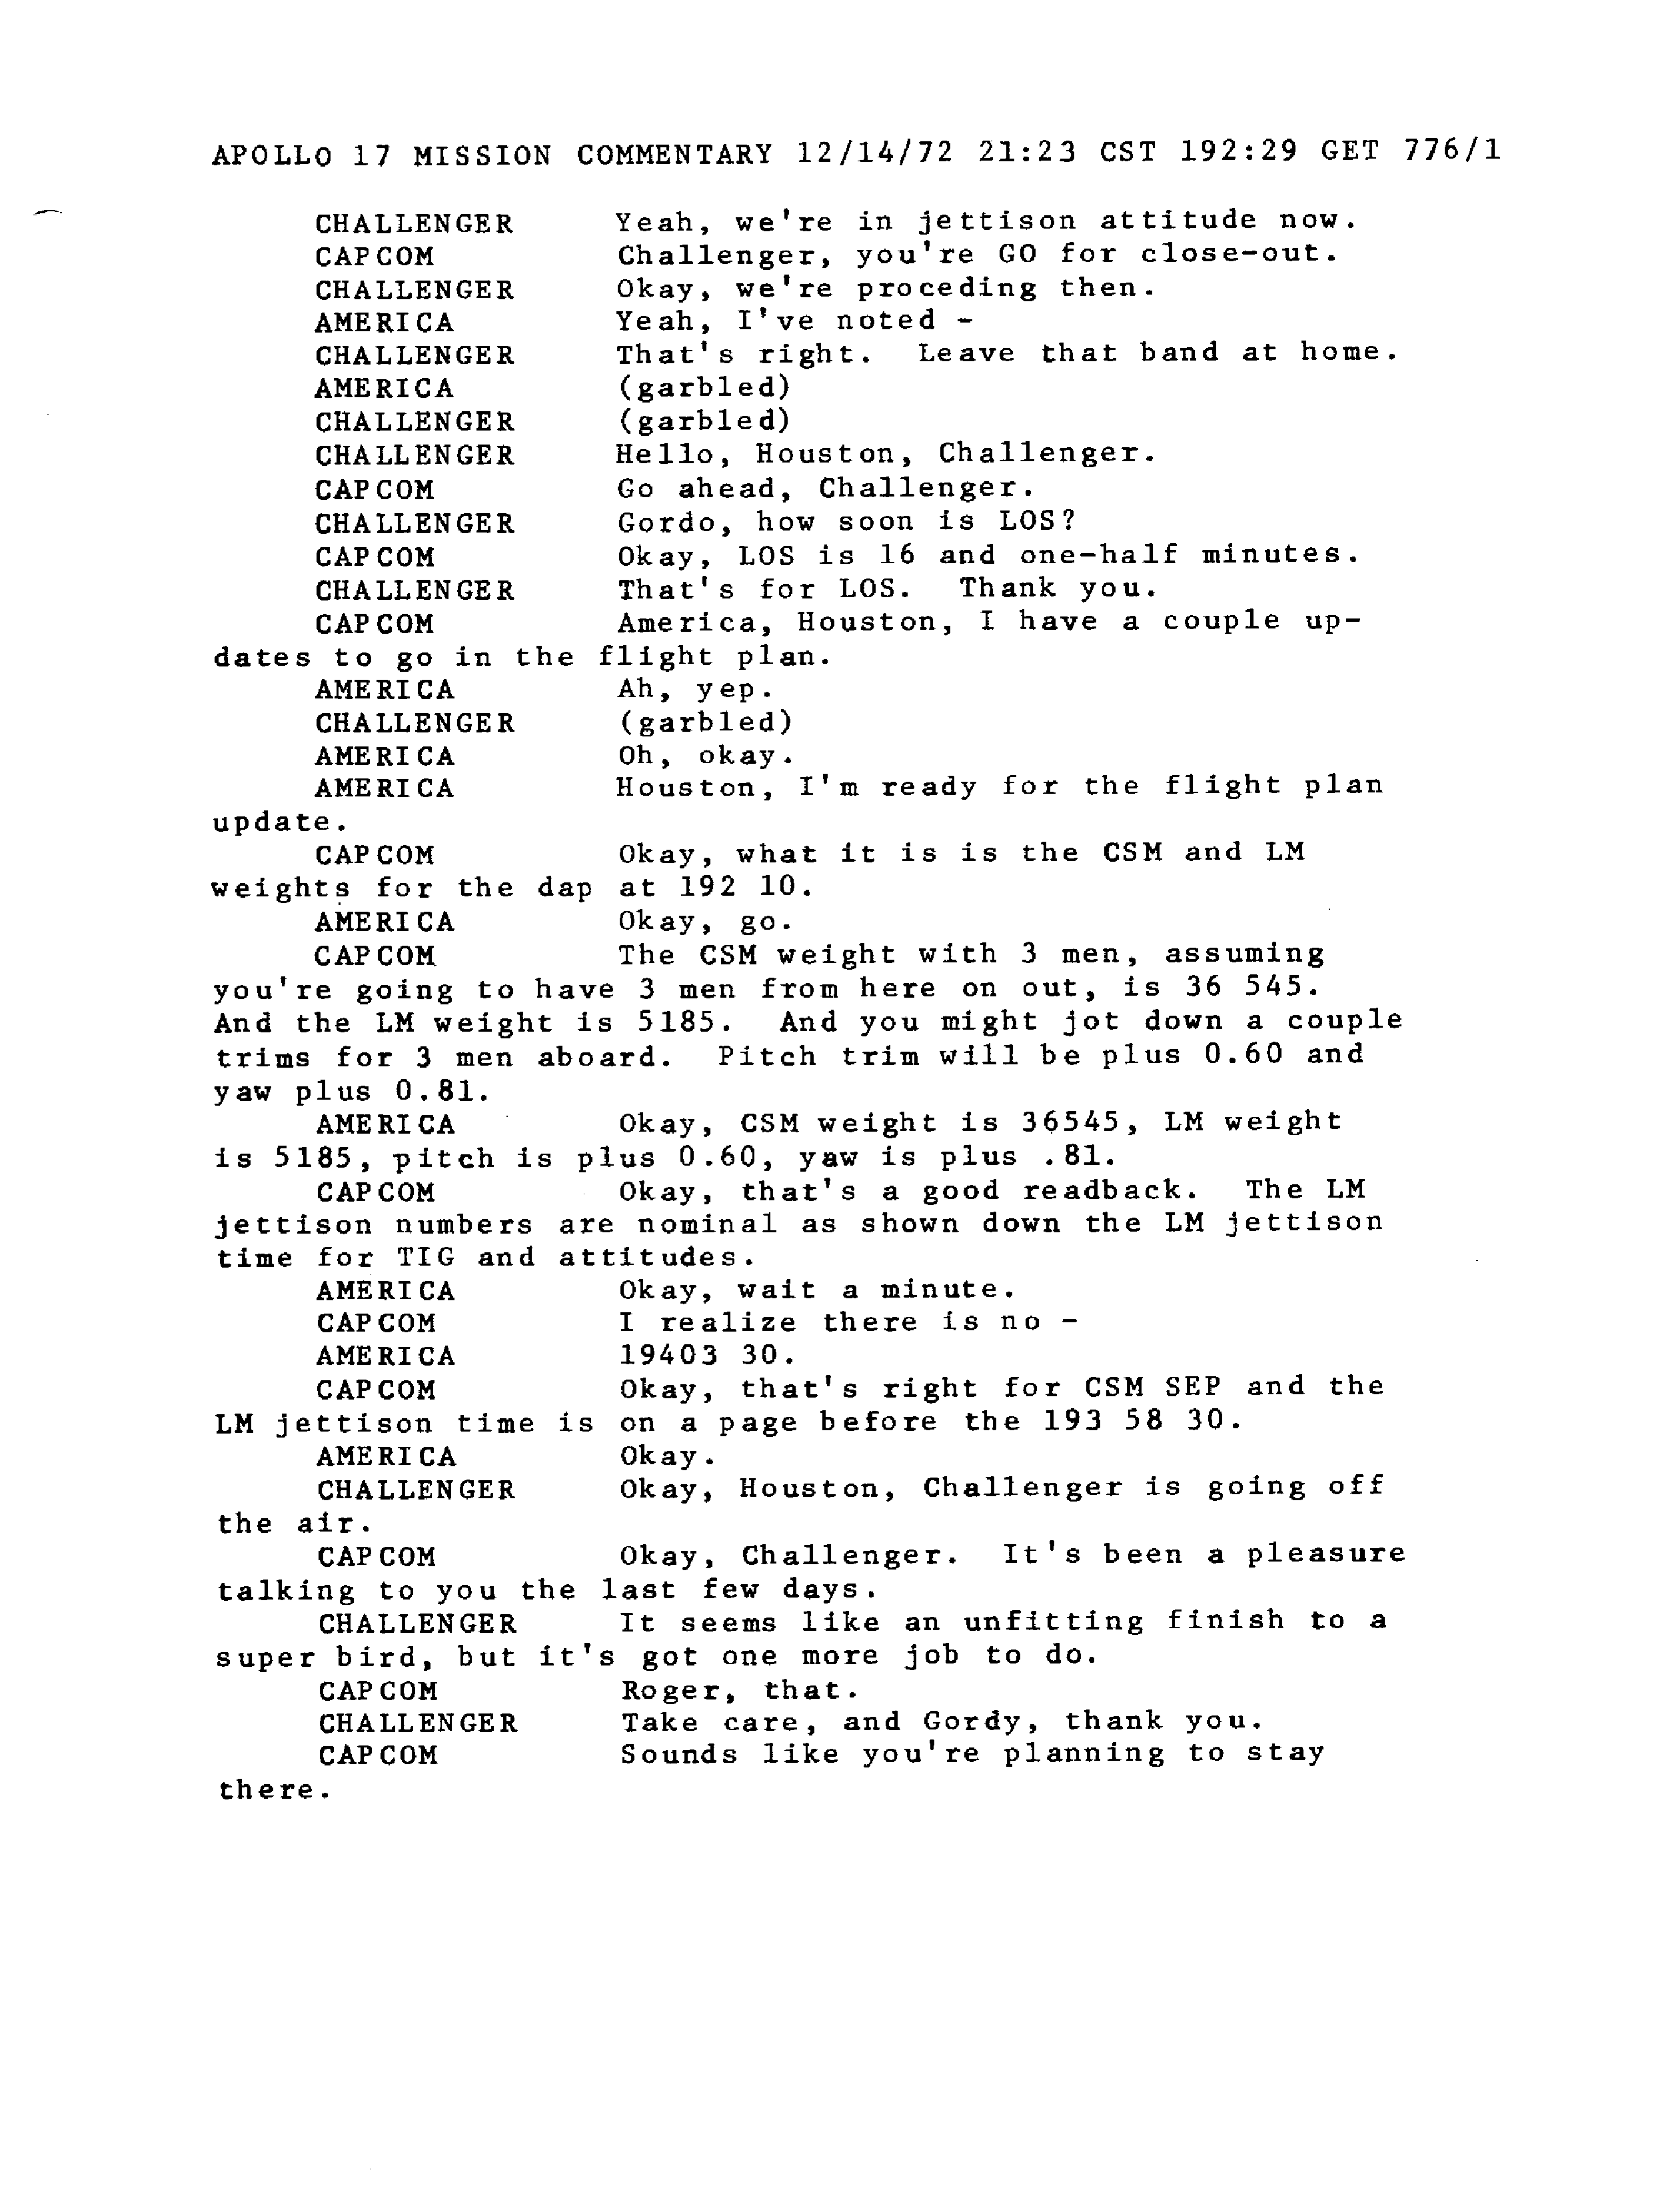 APOLLO 17 MISSION COMMENTARY 12/14/72 21:23 CST 192:29 GET 776/1
CHALLENGER Yeah, we're in jettison attitude now.
CAPCOM Challenger, you're GO for close-out.
CHALLENGER Okay, we're proceding then.
AMERICA Yeah, I've noted -
CHALLENGER That's right. Leave that band at home.
AMERICA (garbled)
CHALLENGER (garbled)
CHALLENGER Hello, Houston, Challenger.
CAPCOM Go ahead, Challenger.
CHALLENGER Gordo, how soon is LOS?
CAPCOM Okay, LOS is 16 and one-half minutes.
CHALLENGER That's for LOS. Thank you.
CAPCOM America, Houston, I have a couple up-
dates to go in the flight plan.
AMERICA Ah, yep.
CHALLENGER (garbled)
AMERICA Oh, okay.
AMERICA Houston, I'm ready for the flight plan
update.
CAPCOM Okay, what it is is the CSM and LM
weights for the dap at 192 10.
AMERICA Okay, go.
CAPCOM The CSM weight with 3 men, assuming
you're going to have 3 men from here on out, is 36 545.
And the LM weight is 5185. And you might jot down a couple
trims for 3 men aboard. Pitch trim will be plus 0.60 and
yaw plus 0.81.
AMERICA Okay, CSM weight is 36545, LM weight
is 5185, pitch is plus 0.60, yaw is plus .81.
CAPCOM Okay, that's a good readback. The LM
jettison numbers are nominal as shown down the LM jettison
time for TIG and attitudes.
AMERICA Okay, wait a minute.
CAPCOM I realize there is no -
AMERICA 19403 30.
CAPCOM Okay, that's right for CSM SEP and the
LM jettison time is on a page before the 193 58 30.
AMERICA Okay.
CHALLENGER Okay, Houston, Challenger is going off
the air.
CAPCOM Okay, Challenger. It's been a pleasure
talking to you the last few days.
CHALLENGER It seems like an unfitting finish to a
super bird, but it's got one more job to do.
CAPCOM Roger, that.
CHALLENGER Take care, and Gordy, thank you.
CAPCOM Sounds like you're planning to stay
there.